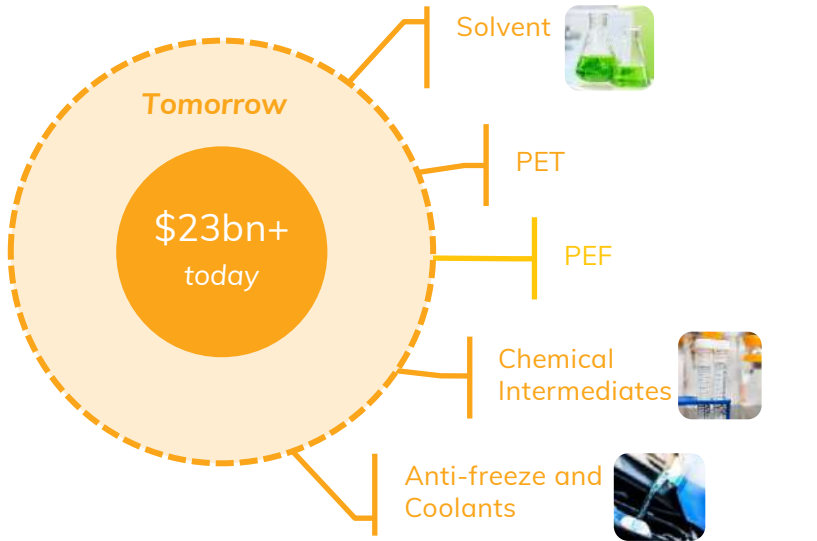 Solvent
Tomorrow
PET
$23bn+
today
PEF
Chemical
Intermediates
Anti-freeze and
Coolants